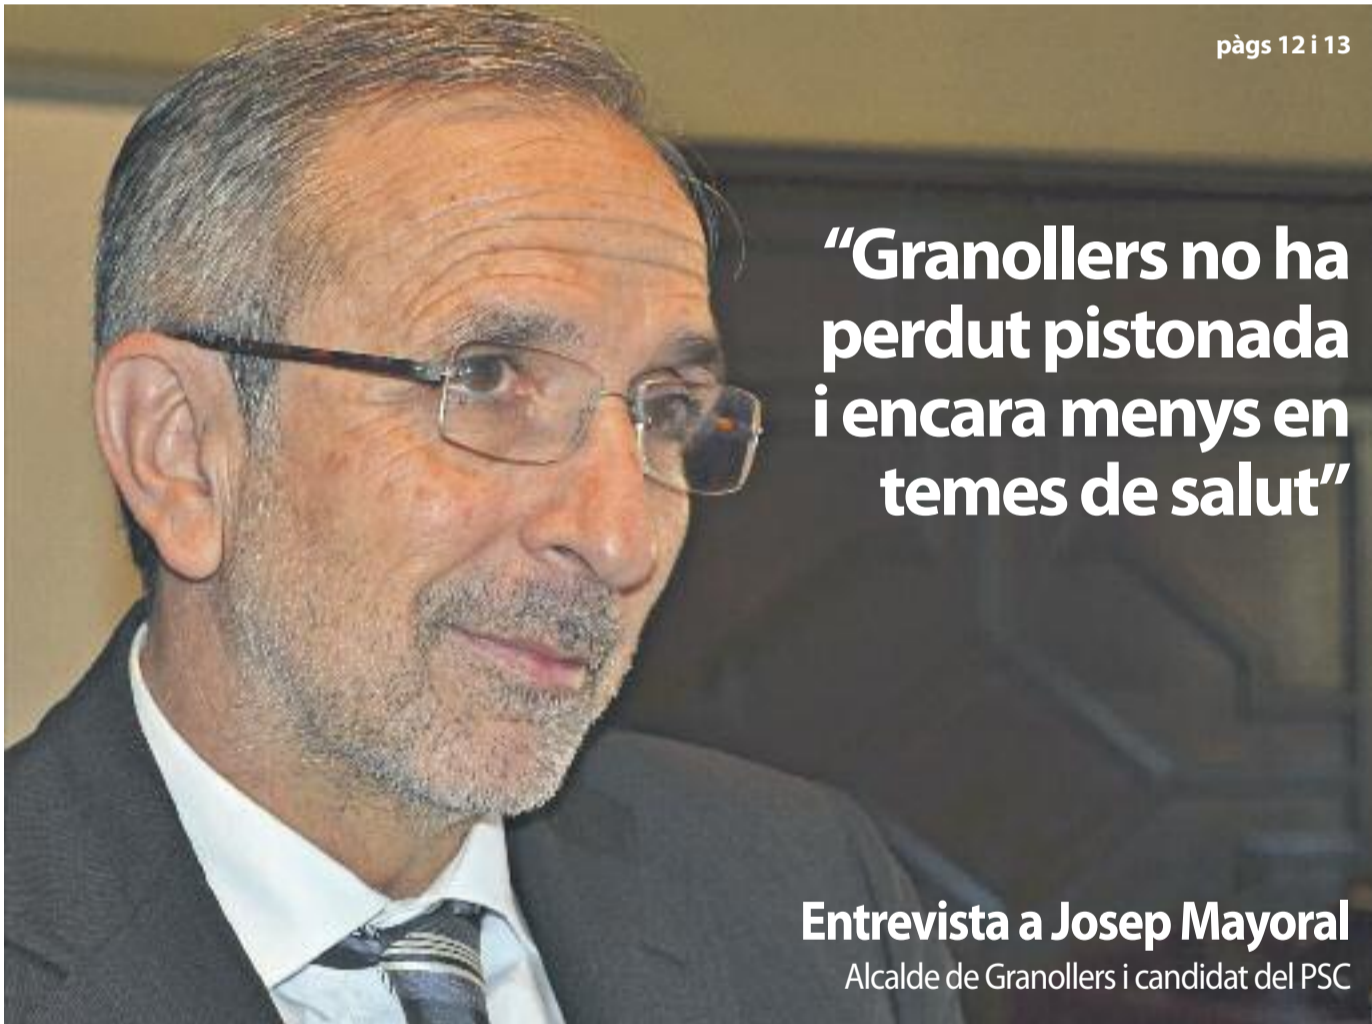 pàgs 12 i 13
“Granollers no ha
perdut pistonada
i encara menys en
temes de salut”
Entrevista a Josep Mayoral
Alcalde de Granollers i candidat del PSC